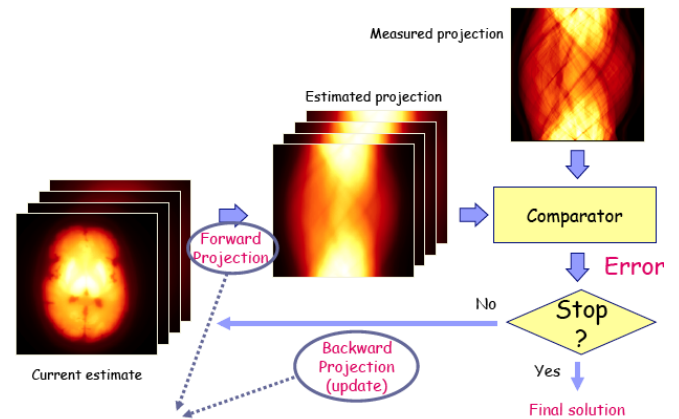 Measured projection
Estimated projection
Comparator
Forward
Projection
Error
No
Stop
?
Backward
Projection
(update)
Current estimate
Yes
Final solution